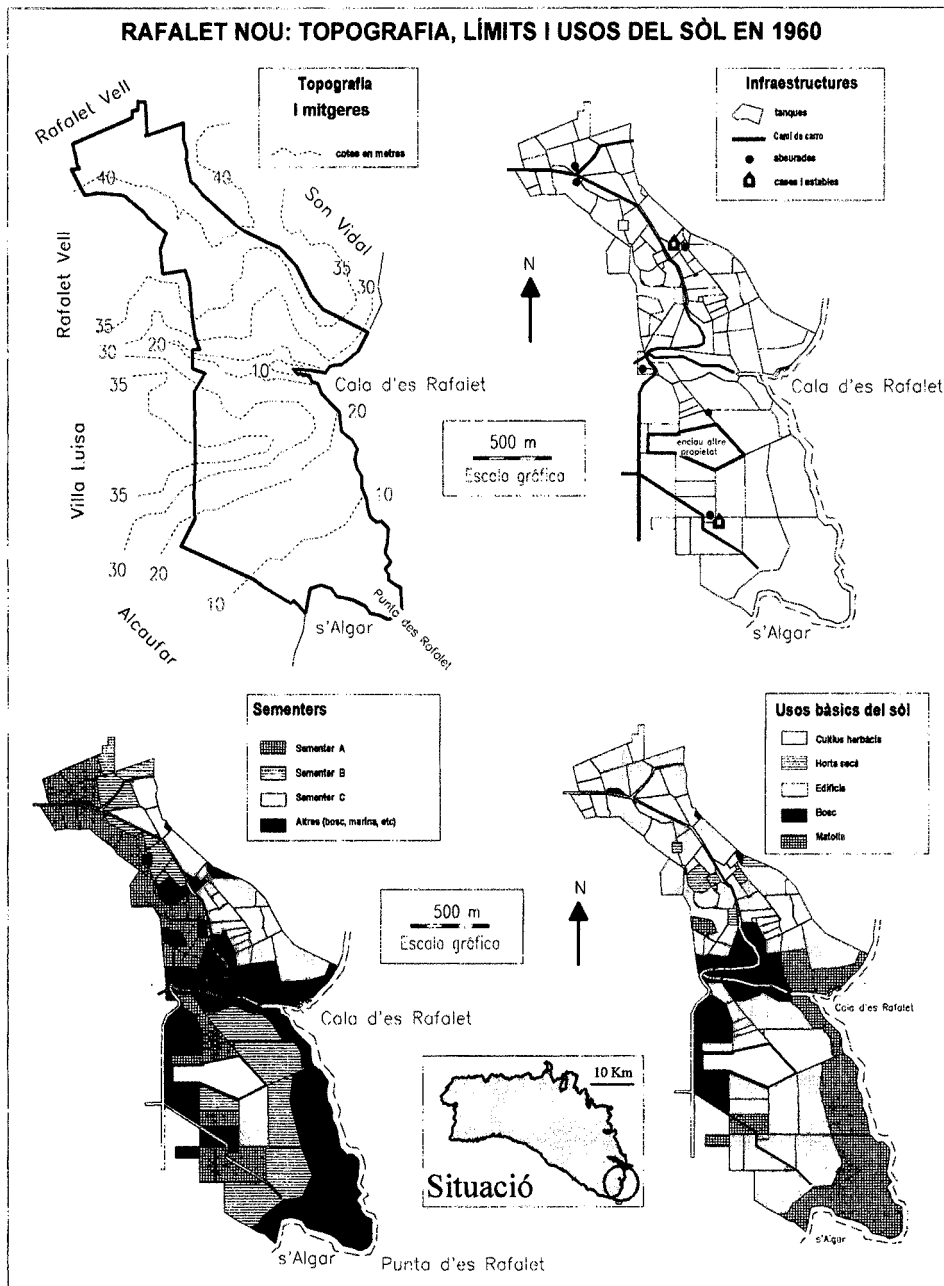 RAFALET NOU: TOPOGRAFIA, LÍMITS I USOS DEL SÒL EN 1960
Topografia
I mitgeres
cotes en metres
Rafalet Vell
40
40
Son Vidal
35
30
Rafalet Vell
35
30
20
10
35
Cala d'es Rafalet
20
Villa Luisa
35
10
30
20
10
Alcaufar
s'Algar
Punta des Rafalet
Infraestructures
tanques
Camí de carro
abeurades
cases i estables
N
Cala d'es Rafalet
500 m
Escala gráfica
enclau altre
propietat
s'Algar
Sementers
Sementer A
Sementer B
Sementer C
Altres (bosc, marina, etc)
500 m
Escala gráfica
N
Cala d'es Rafalet
s'Algar
Punta d'es Rafalet
10 Km
Situació
Usos bàsics del sòl
Cultius herbàcis
Horta secà
Edificis
Bosc
Matolls
Cala d'es Rafalet
s'Algar